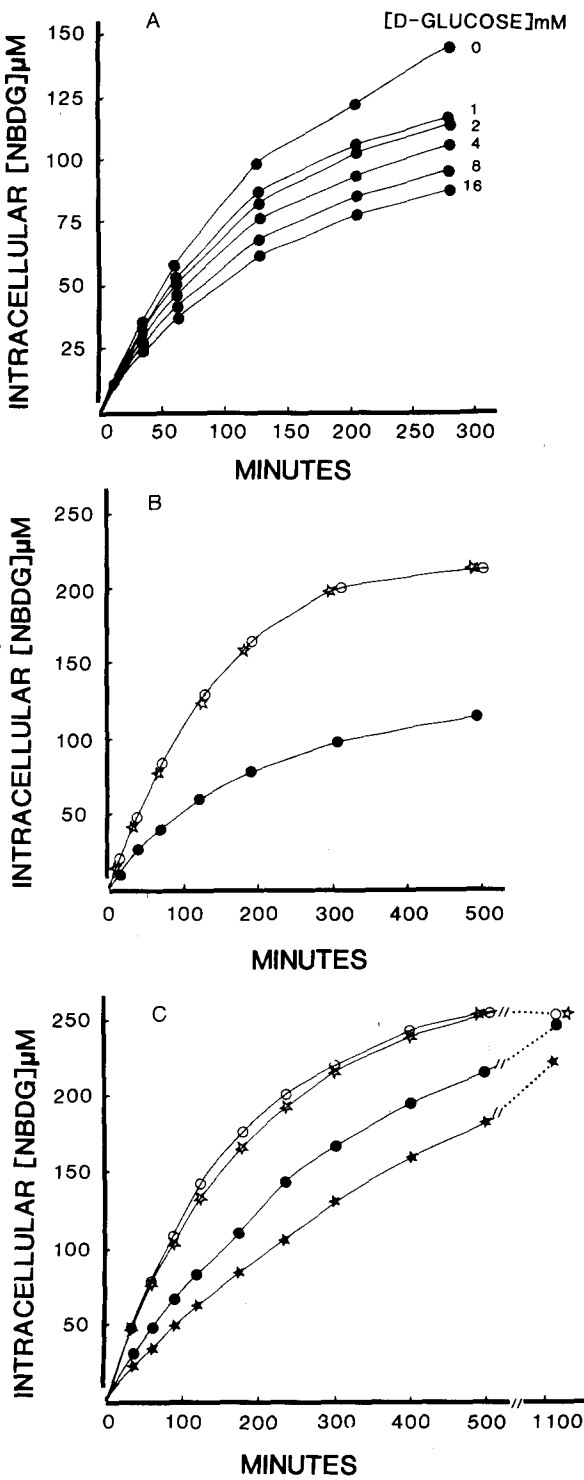 A
[D-GLUCOSE]mM
INTRACELLULAR [NBDG]µM
150
125
100
75
50
25
0
1
2
4
8
16
0 50 100 150 200 250 300
MINUTES
B
INTRACELLULAR [NBDG]µM
250
200
150
100
50
0 100 200 300 400 500
MINUTES
C
INTRACELLULAR [NBDG]µM
250
200
150
100
50
0 100 200 300 400 500 1100
MINUTES